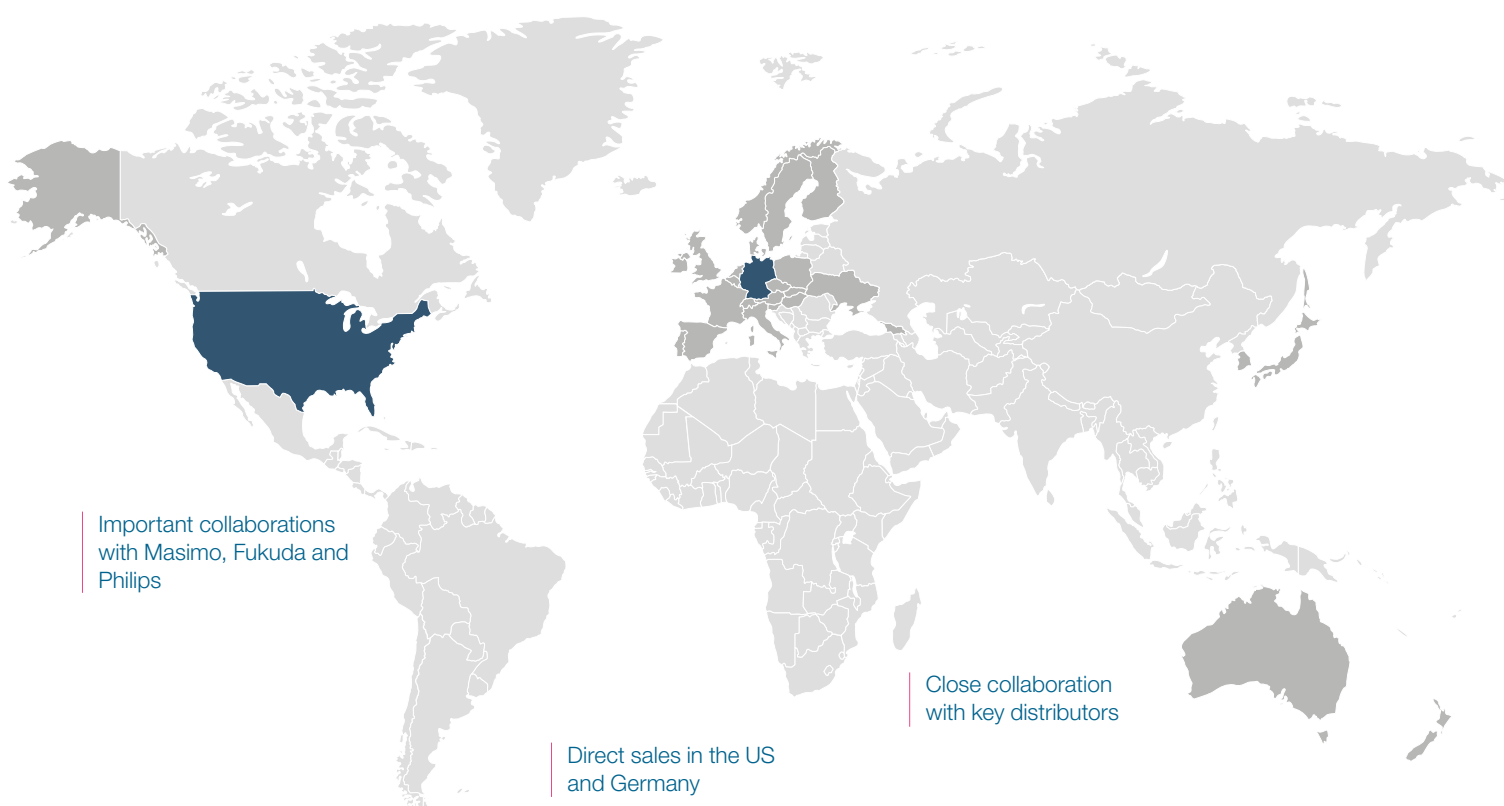 Important collaborations
with Masimo, Fukuda and
Philips
Close collaboration
with key distributors
Direct sales in the US
and Germany